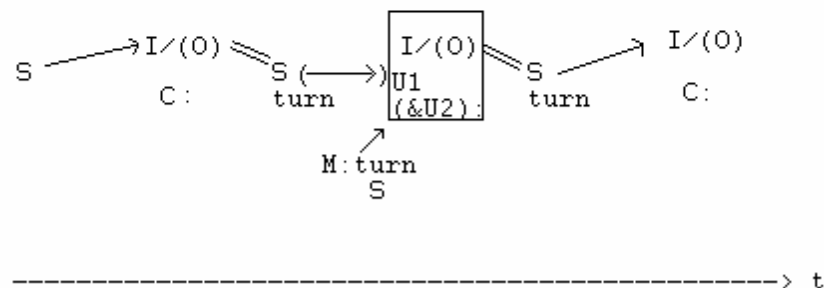 I/(O) I/(O) I/(O)
S S ( ) S
U1
C: turn turn C:
(&U2):
M:turn
S
t